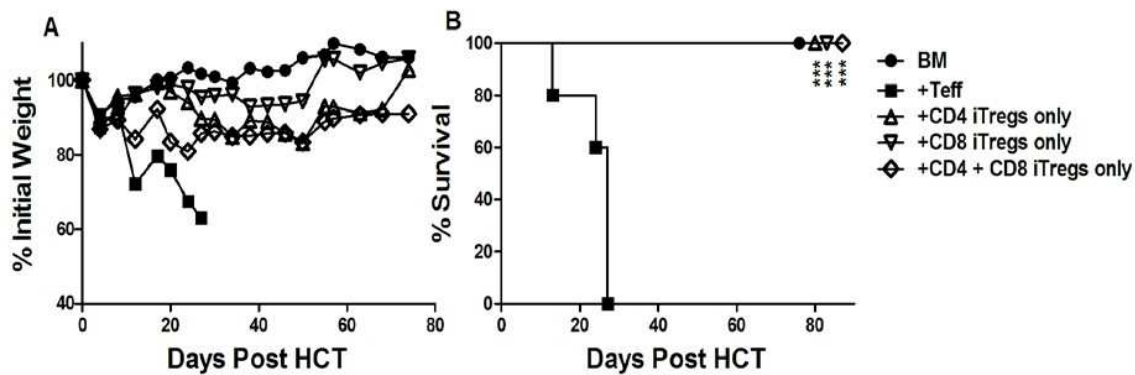 A
% Initial Weight
100
80
60
40
0
20
40
60
80
Days Post HCT
B
% Survival
100
80
60
40
20
0
0
20
40
60
80
Days Post HCT
***
***
***
BM
+Teff
+CD4 iTregs only
+CD8 iTregs only
+CD4 + CD8 iTregs only